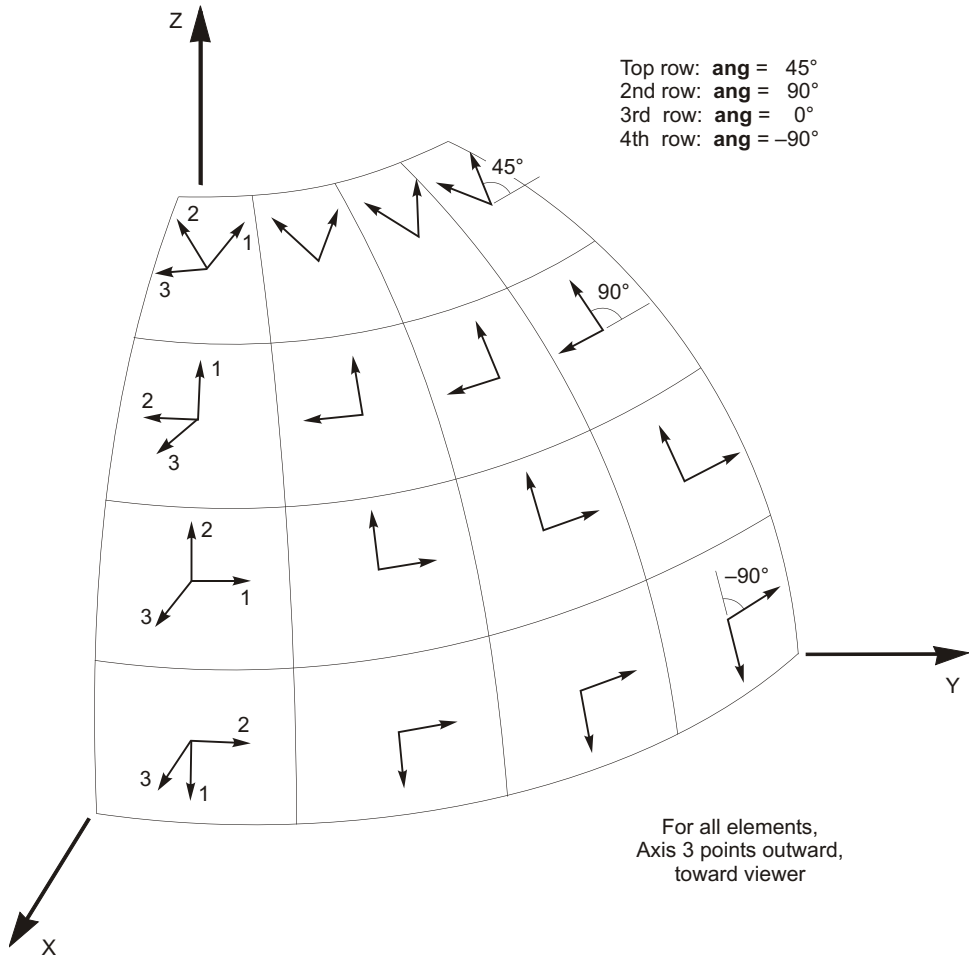 Z
Top row: ang = 45°
2nd row: ang = 90°
3rd row: ang = 0°
4th row: ang = –90°
45°
2
1
3
90°
1
2
3
2
1
3
–90°
Y
2
3
1
For all elements,
Axis 3 points outward,
toward viewer
X